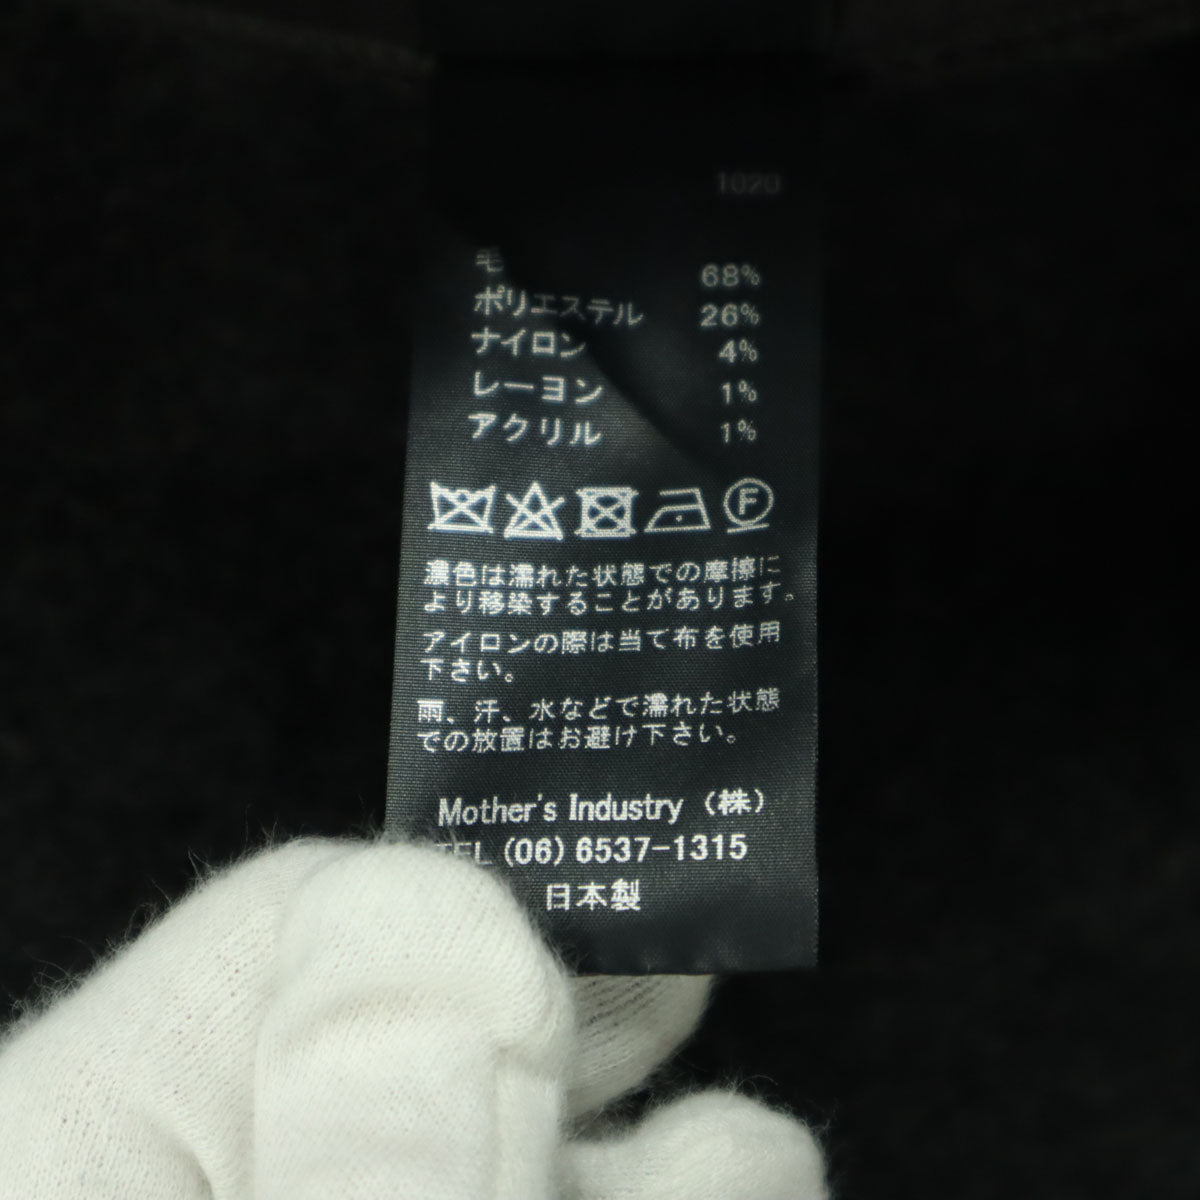 1020
毛 68%
ポリエステル 26%
ナイロン 4%
レーヨン 1%
アクリル 1%
F
濃色は濡れた状態での摩擦に
より移染することがあります。
アイロンの際は当て布を使用
下さい。
雨、汗、水などで濡れた状態
での放置はお避け下さい。
Mother's Industry (株)
TEL (06) 6537-1315
日本製